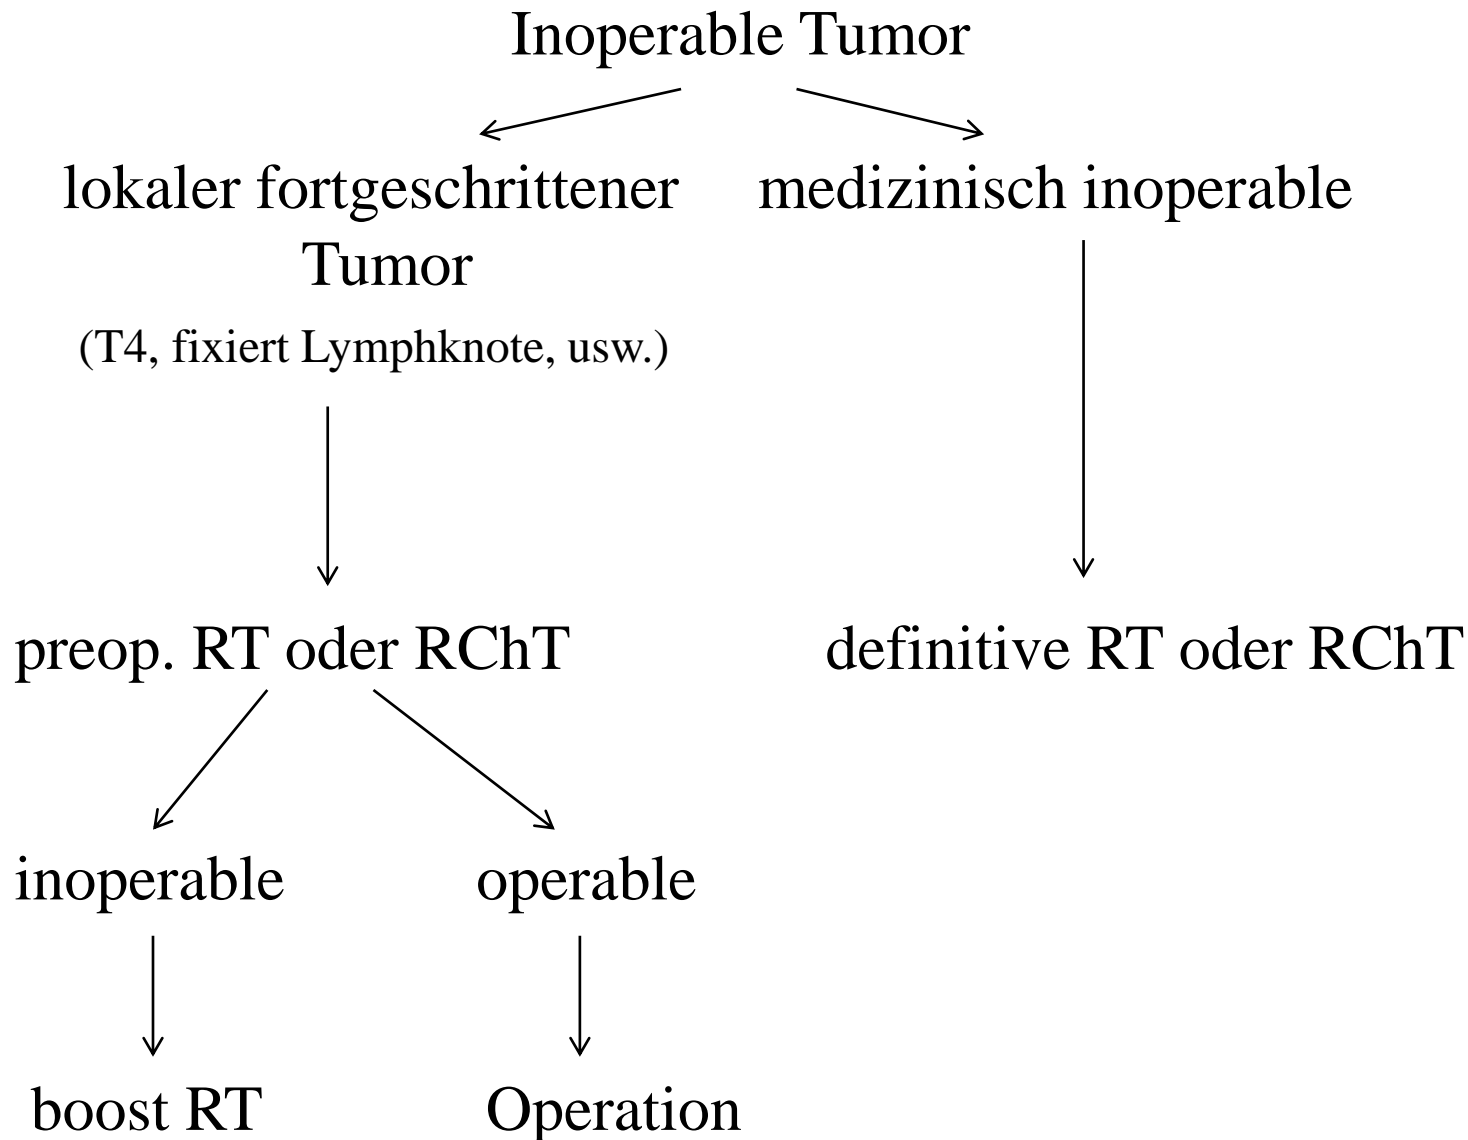 Inoperable Tumor
lokaler fortgeschrittener
Tumor
(T4, fixiert Lymphknote, usw.)
medizinisch inoperable
preop. RT oder RChT
definitive RT oder RChT
inoperable
operable
boost RT
Operation